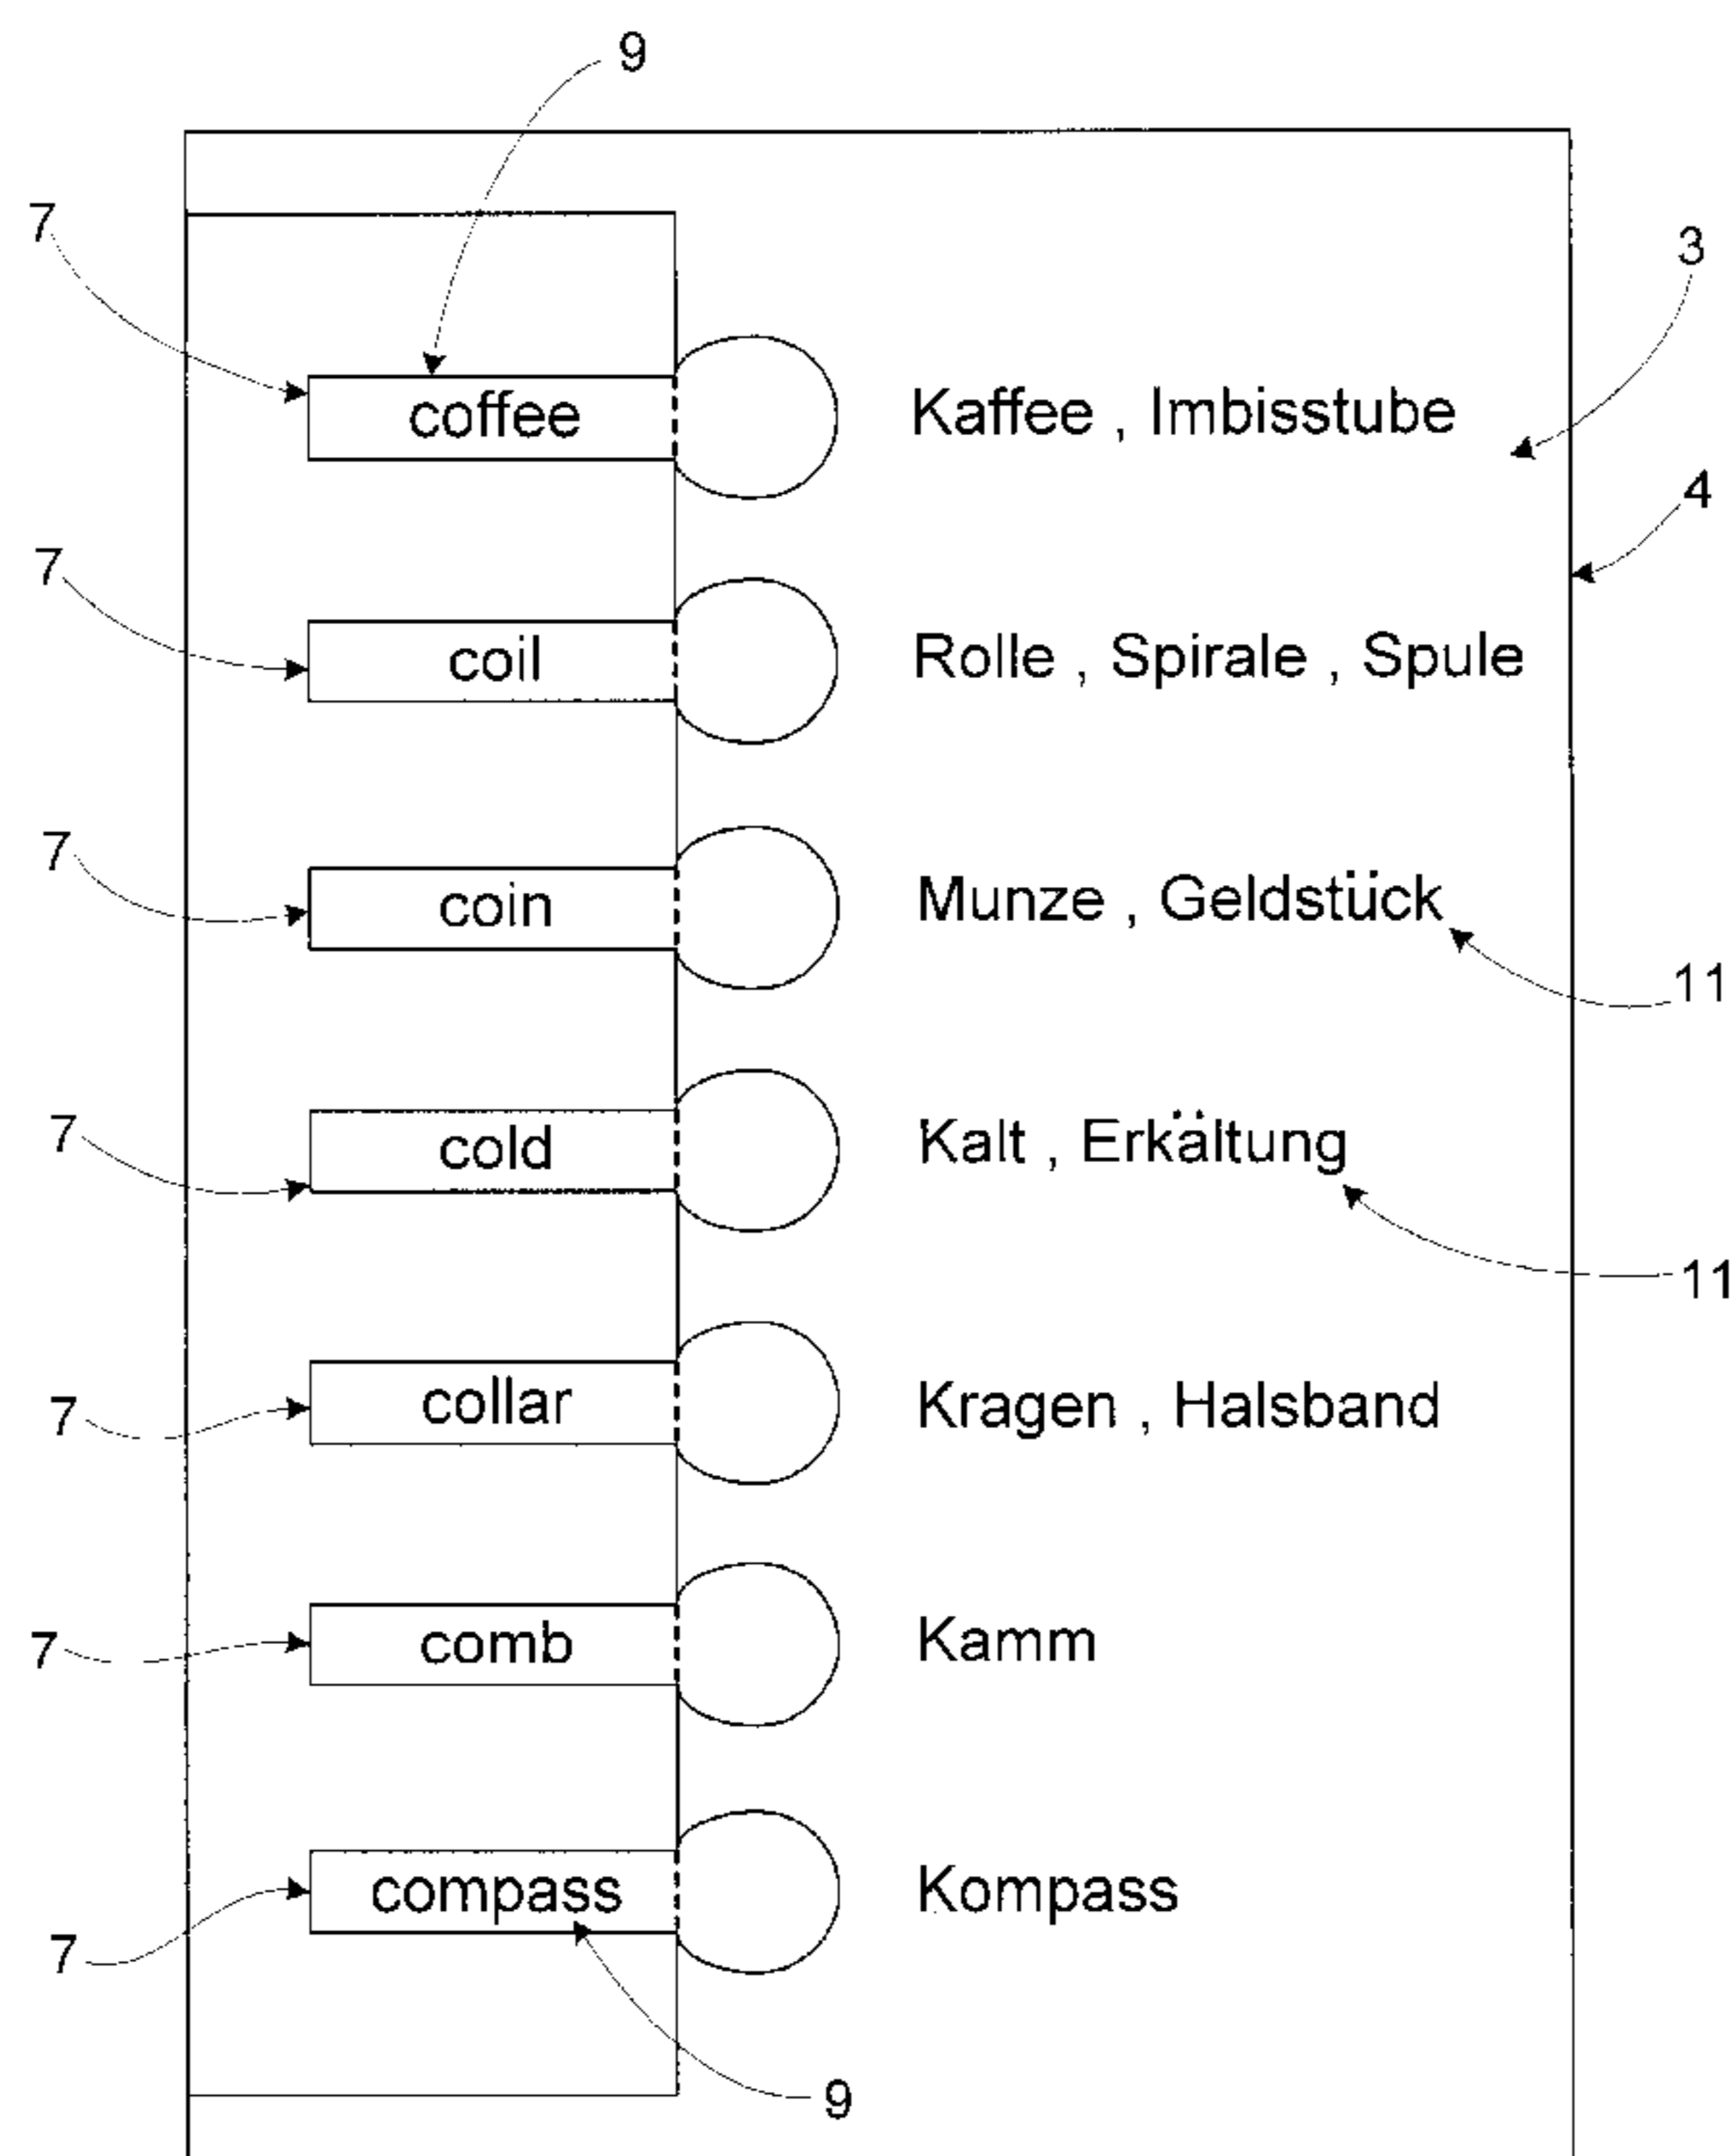 9
7
3
coffee Kaffee , Imbisstube
4
7
coil Rolle , Spirale , Spule
7
coin Munze , Geldstück
11
7
cold Kalt , Erkältung
11
7
collar Kragen , Halsband
7
comb Kamm
compass Kompass
7
9